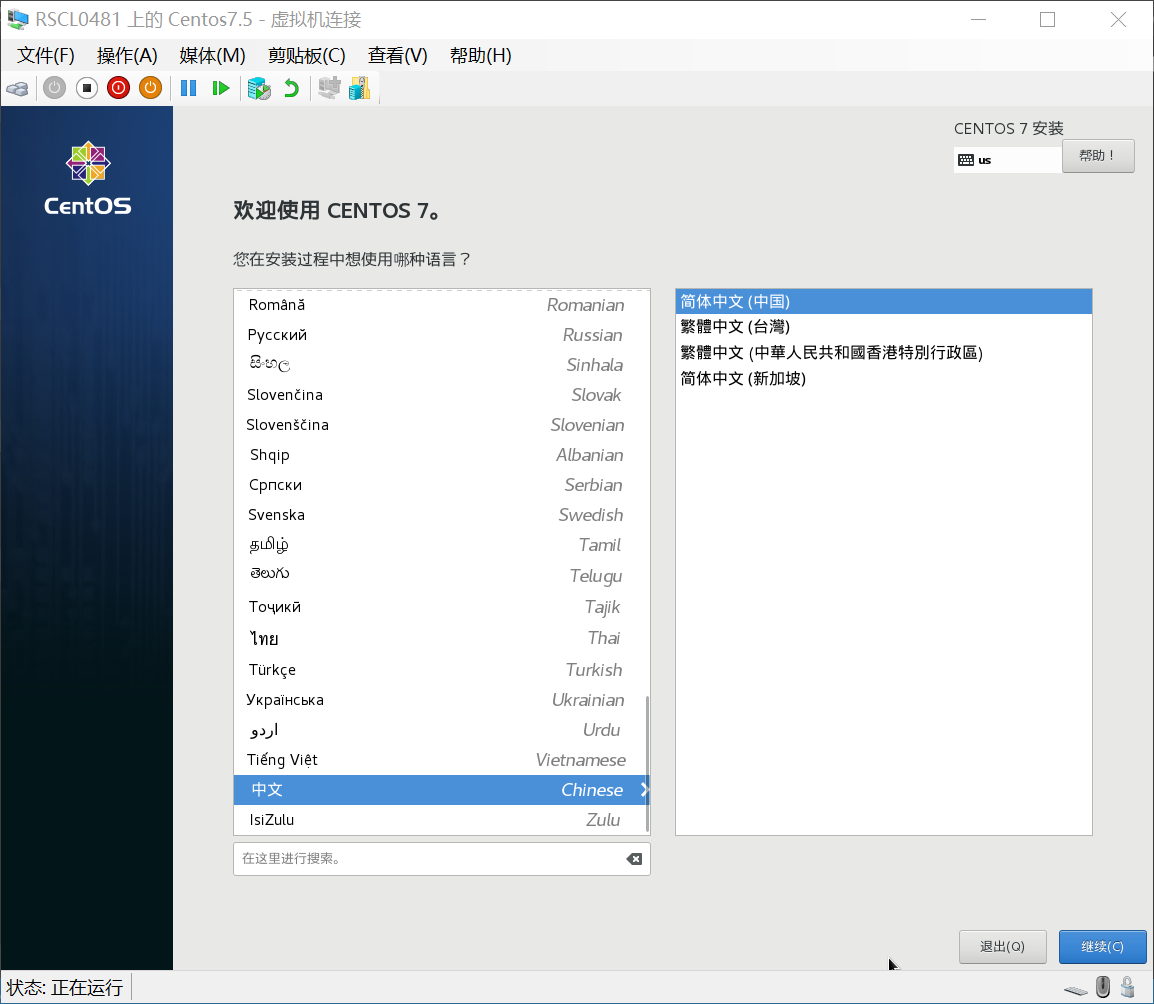 RSCL0481 上的 Centos7.5 - 虚拟机连接
文件(F) 操作(A) 媒体(M) 剪贴板(C) 查看(V) 帮助(H)
CentOS
CENTOS 7 安装
us
帮助！
欢迎使用 CENTOS 7。
您在安装过程中想使用哪种语言？
Română Romanian
Русский Russian
සිංහල Sinhala
Slovenčina Slovak
Slovenščina Slovenian
Shqip Albanian
Српски Serbian
Svenska Swedish
தமிழ் Tamil
తెలుగు Telugu
Тоҷикӣ Tajik
ไทย Thai
Türkçe Turkish
Українська Ukrainian
اردو Urdu
Tiếng Việt Vietnamese
中文 Chinese
IsiZulu Zulu
简体中文 (中国)
繁體中文 (台灣)
繁體中文 (中華人民共和國香港特別行政區)
简体中文 (新加坡)
在这里进行搜索。
退出(Q) 继续(C)
状态: 正在运行